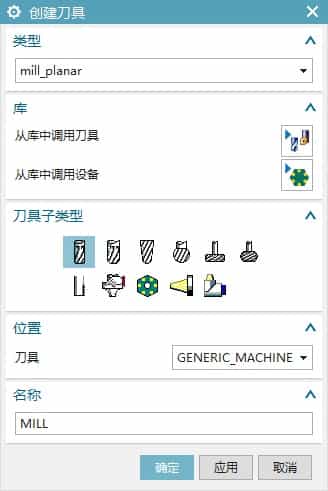 创建刀具
类型
mill_planar
库
从库中调用刀具
从库中调用设备
刀具子类型
位置
刀具 GENERIC_MACHINE
名称
MILL
确定 应用 取消